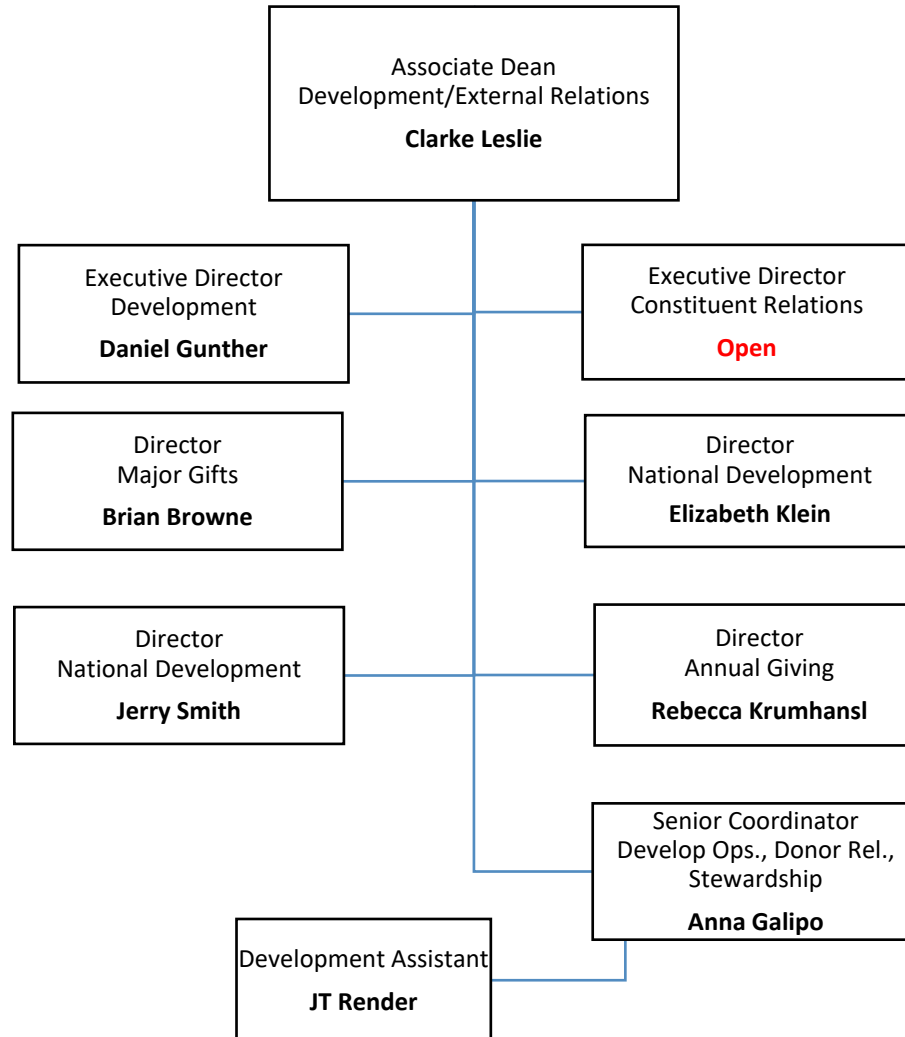 Associate Dean
Development/External Relations
Clarke Leslie
Executive Director
Development
Daniel Gunther
Executive Director
Constituent Relations
Open
Director
Major Gifts
Brian Browne
Director
National Development
Elizabeth Klein
Director
National Development
Jerry Smith
Director
Annual Giving
Rebecca Krumhansl
Senior Coordinator
Develop Ops., Donor Rel.,
Stewardship
Anna Galipo
Development Assistant
JT Render